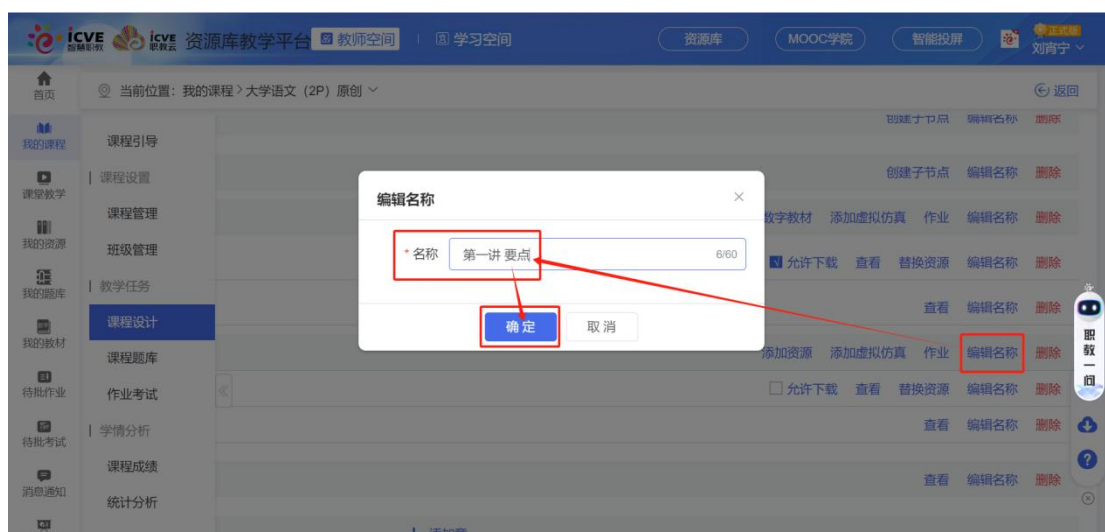 icve 智慧职教 icve 职教云 资源库教学平台 教师空间 学习空间 资源库 MOOC学院 智能投屏 正式版 刘宵宁
首页 当前位置：我的课程 > 大学语文（2P）原创 返回
创建子节点 编辑名称 删除
我的课程 课程引导
课堂教学 课程设置 创建子节点 编辑名称 删除
编辑名称
我的资源 课程管理 数字教材 添加虚拟仿真 作业 编辑名称 删除
班级管理 * 名称 第一讲 要点 6/60 允许下载 查看 替换资源 编辑名称 删除
我的题库 教学任务
我的教材 课程设计 确定 取消 查看 编辑名称 删除
待批作业 课程题库 添加资源 添加虚拟仿真 作业 编辑名称 删除
作业考试 允许下载 查看 替换资源 编辑名称 删除
待批考试 学情分析 查看 编辑名称 删除
消息通知 课程成绩 查看 编辑名称 删除
统计分析
添加章
职教一问